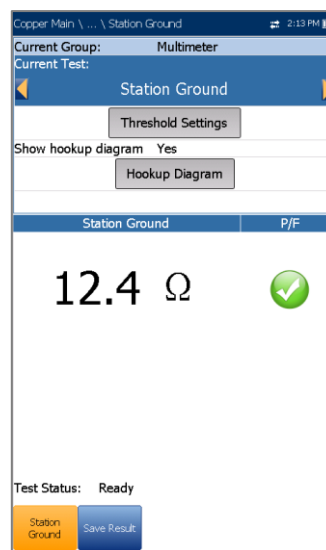 Copper Main \ ... \ Station Ground 2:13 PM
Current Group: Multimeter
Current Test:
Station Ground
Threshold Settings
Show hookup diagram Yes
Hookup Diagram
Station Ground P/F
12.4 Ω
Test Status: Ready
Station
Ground
Save Result